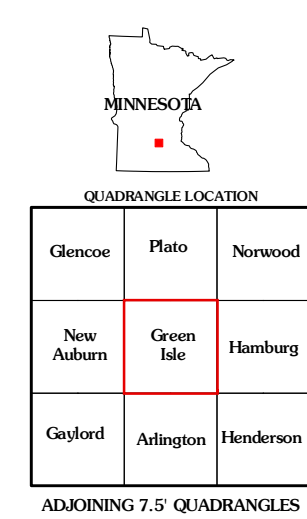 MINNESOTA
QUADRANGLE LOCATION
Glencoe Plato Norwood
New Auburn
Green Isle
Hamburg
Gaylord Arlington Henderson
ADJOINING 7.5' QUADRANGLES